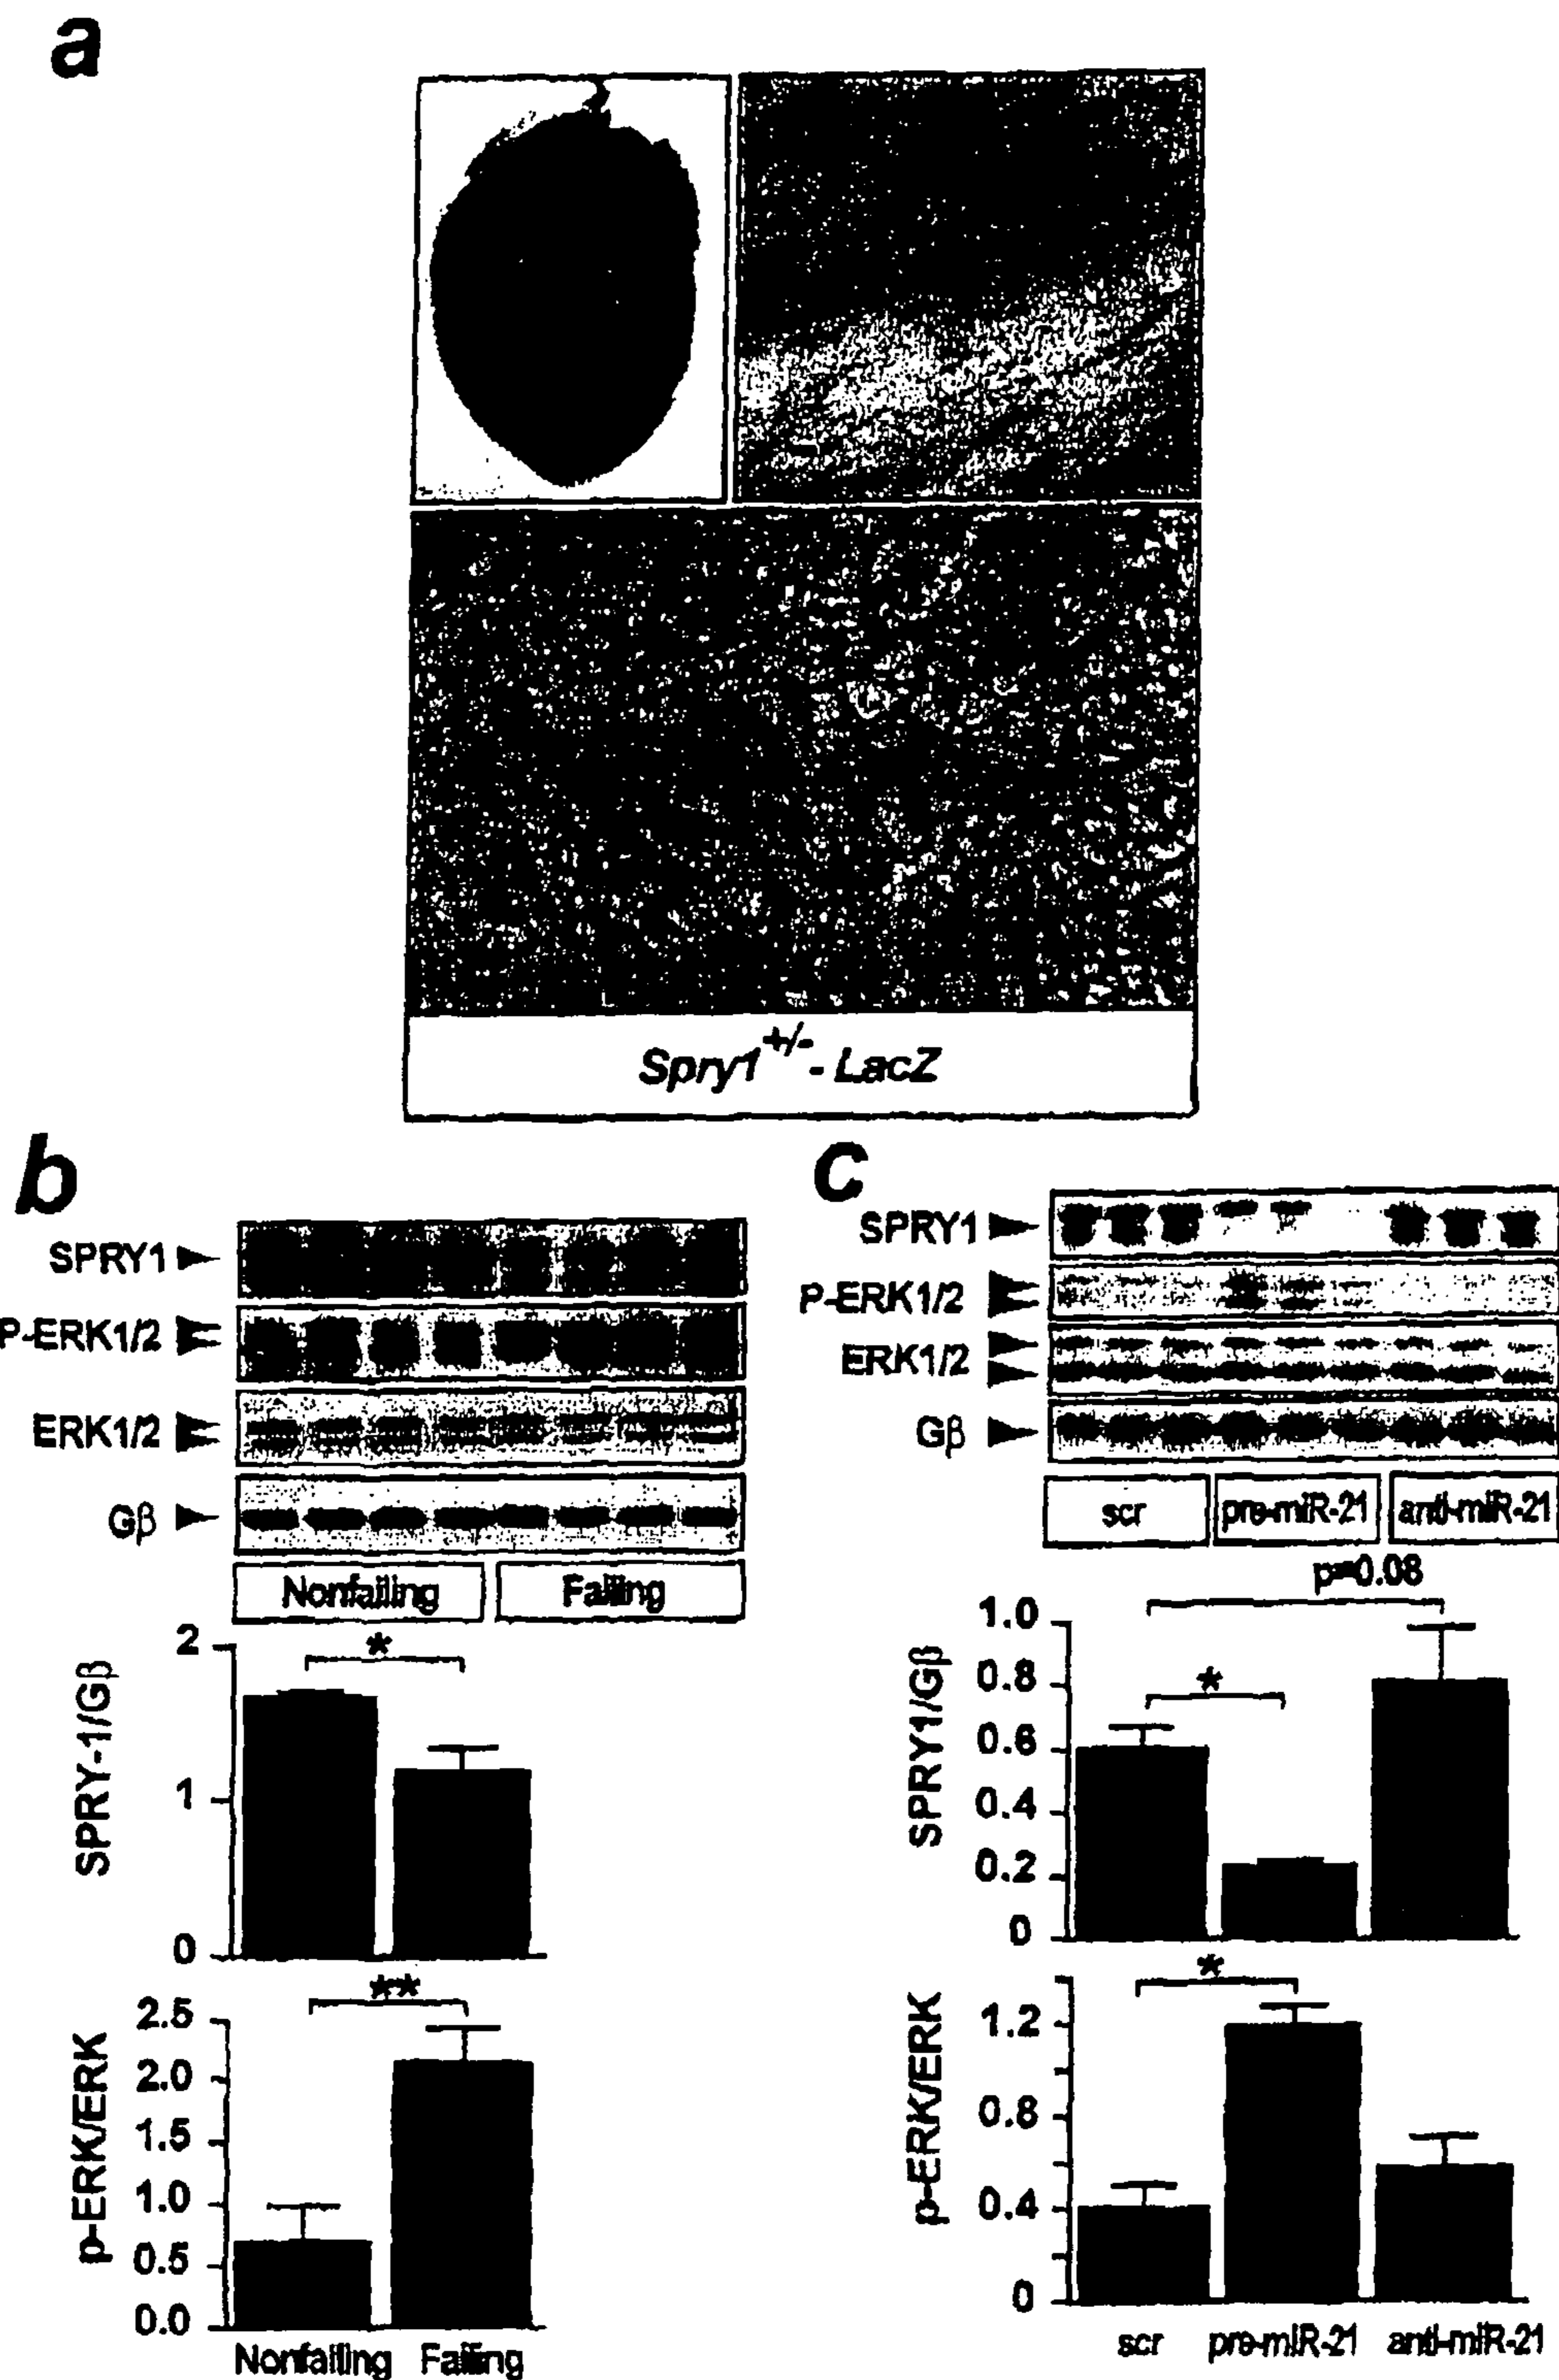 a
Spry1+/- - LacZ
b
SPRY1
P-ERK1/2
ERK1/2
Gβ
Nonfailing Failing
2
*
SPRY-1/Gβ
1
0
**
2.5
p-ERK/ERK
2.0
1.5
1.0
0.5
0.0
Nonfailing Failing
c
SPRY1
P-ERK1/2
ERK1/2
Gβ
scr pre-miR-21 anti-miR-21
p=0.08
1.0
SPRY1/Gβ
0.8
*
0.6
0.4
0.2
0
*
p-ERK/ERK
1.2
0.8
0.4
0
scr pre-miR-21 anti-miR-21